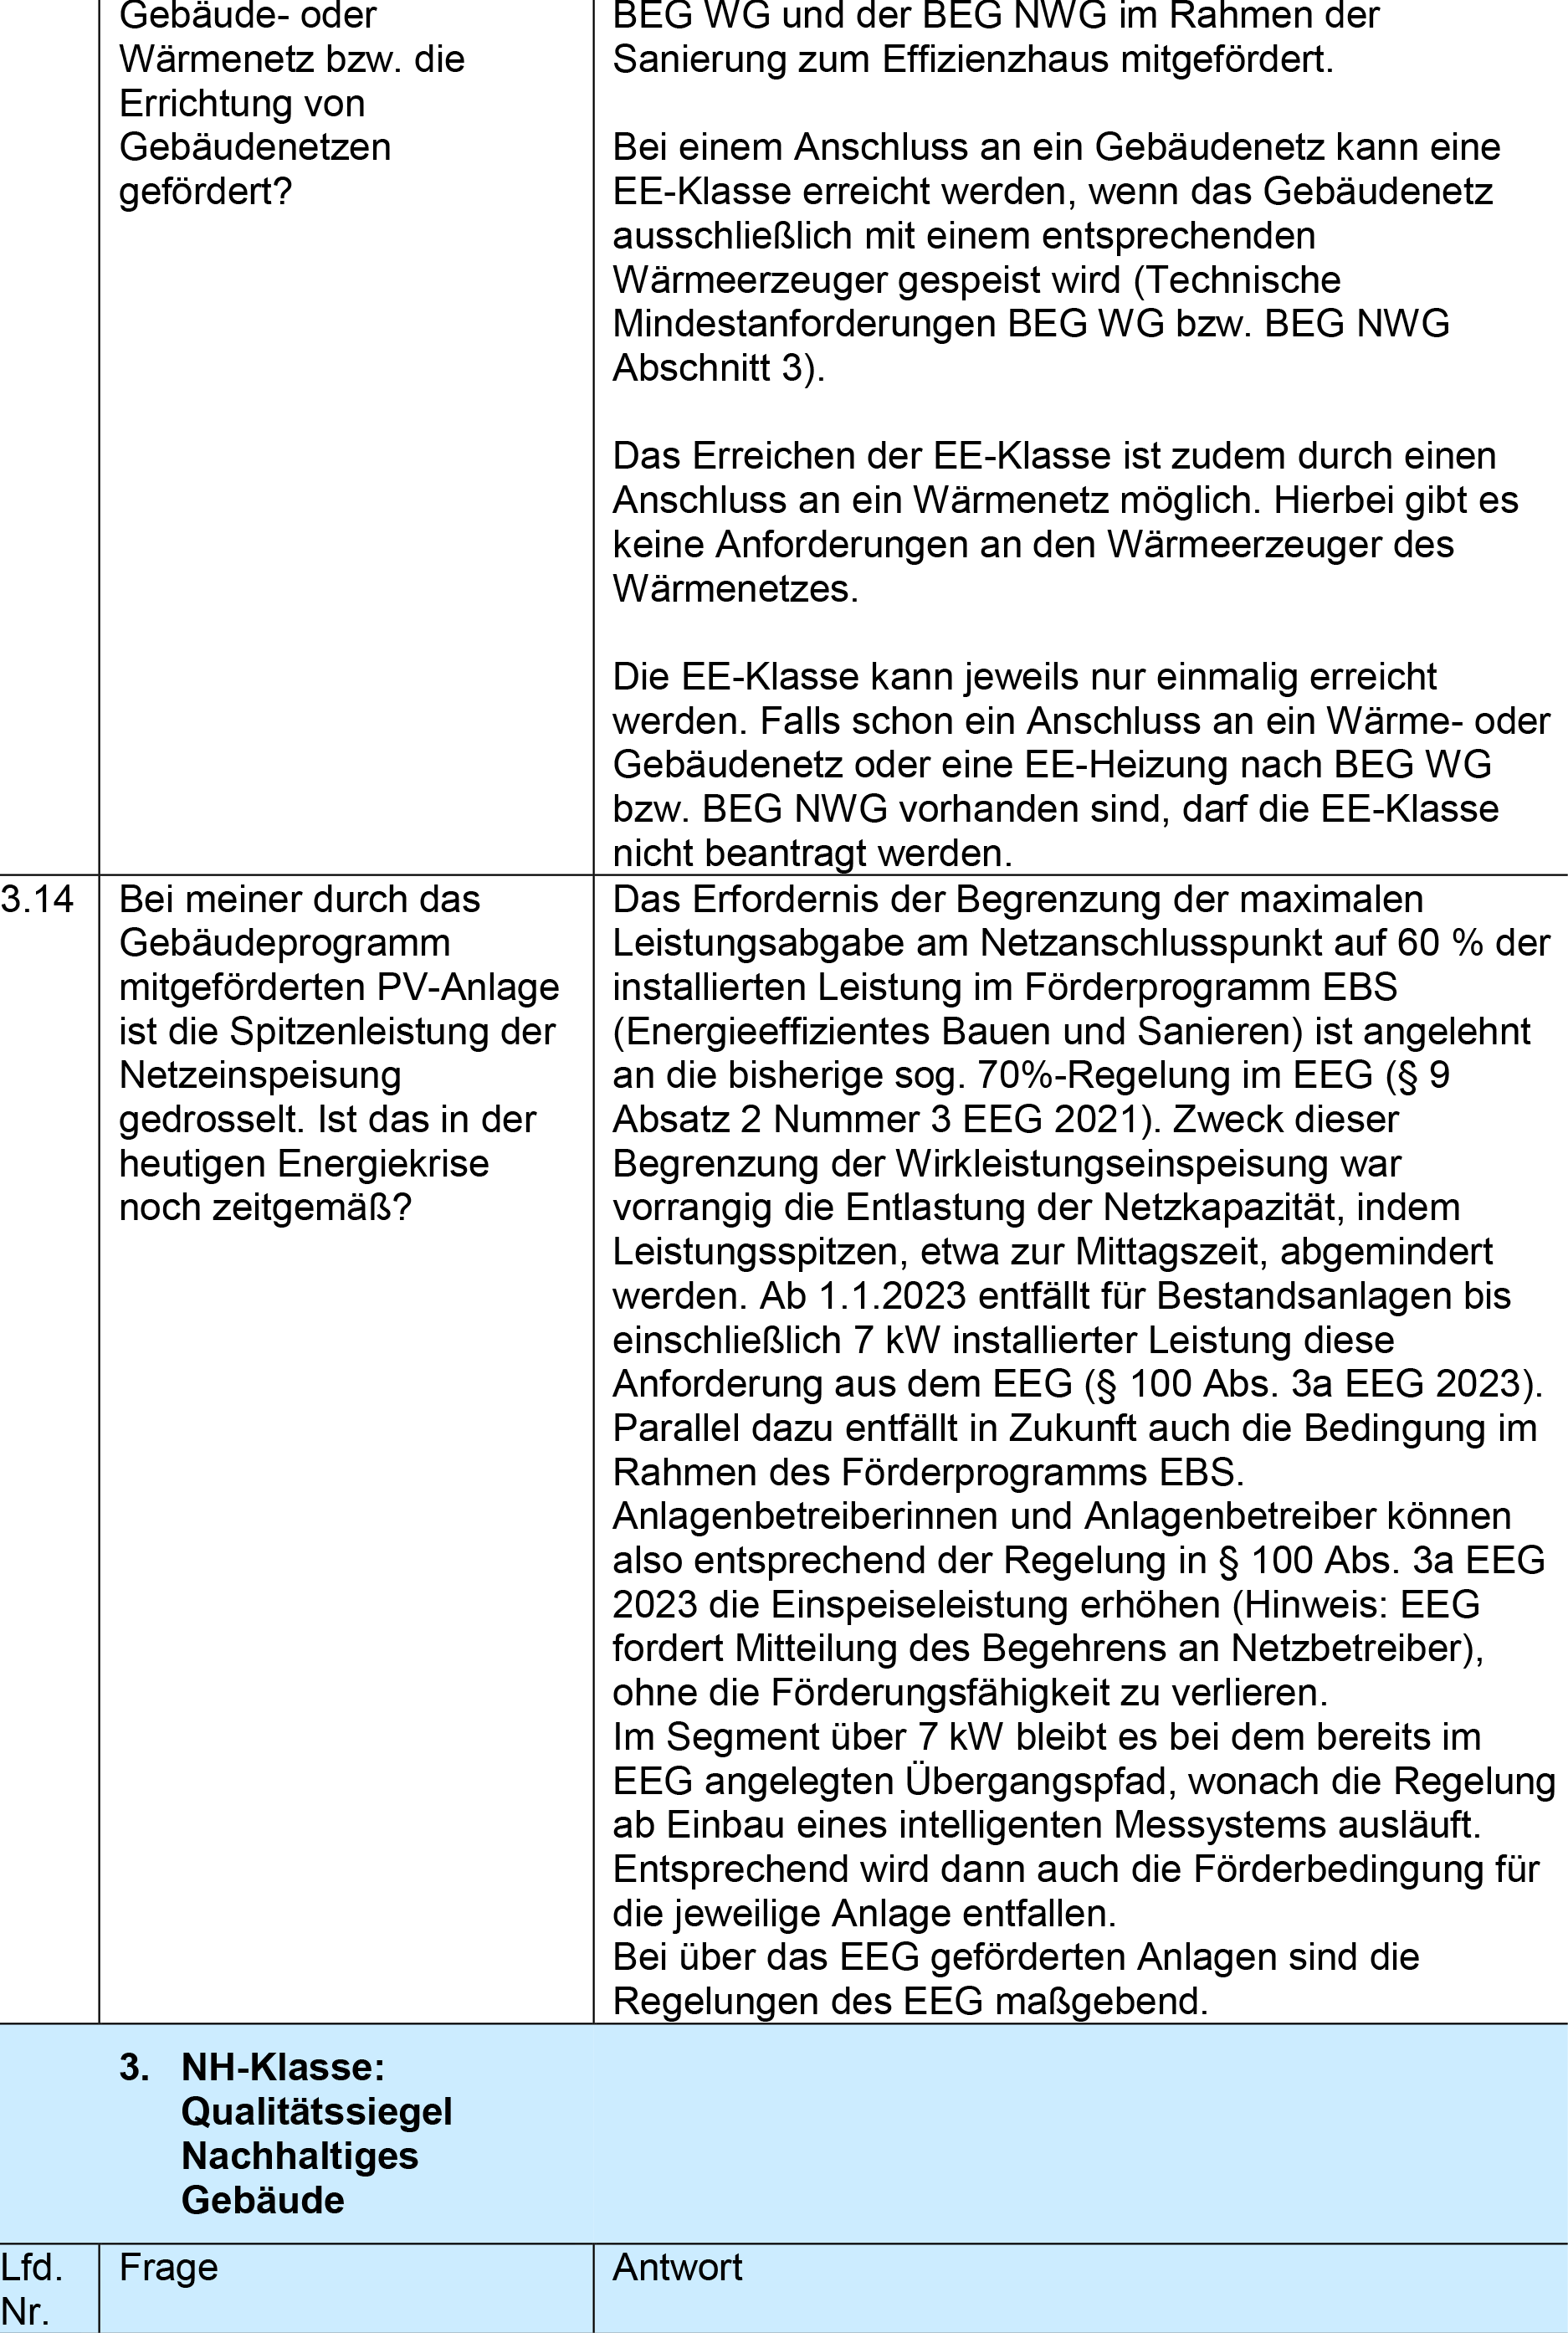 Gebäude- oder
Wärmenetz bzw. die
Errichtung von
Gebäudenetzen
gefördert?
BEG WG und der BEG NWG im Rahmen der
Sanierung zum Effizienzhaus mitgefördert.
Bei einem Anschluss an ein Gebäudenetz kann eine
EE-Klasse erreicht werden, wenn das Gebäudenetz
ausschließlich mit einem entsprechenden
Wärmeerzeuger gespeist wird (Technische
Mindestanforderungen BEG WG bzw. BEG NWG
Abschnitt 3).
Das Erreichen der EE-Klasse ist zudem durch einen
Anschluss an ein Wärmenetz möglich. Hierbei gibt es
keine Anforderungen an den Wärmeerzeuger des
Wärmenetzes.
Die EE-Klasse kann jeweils nur einmalig erreicht
werden. Falls schon ein Anschluss an ein Wärme- oder
Gebäudenetz oder eine EE-Heizung nach BEG WG
bzw. BEG NWG vorhanden sind, darf die EE-Klasse
nicht beantragt werden.
3.14
Bei meiner durch das
Gebäudeprogramm
mitgeförderten PV-Anlage
ist die Spitzenleistung der
Netzeinspeisung
gedrosselt. Ist das in der
heutigen Energiekrise
noch zeitgemäß?
Das Erfordernis der Begrenzung der maximalen
Leistungsabgabe am Netzanschlusspunkt auf 60 % der
installierten Leistung im Förderprogramm EBS
(Energieeffizientes Bauen und Sanieren) ist angelehnt
an die bisherige sog. 70%-Regelung im EEG (§ 9
Absatz 2 Nummer 3 EEG 2021). Zweck dieser
Begrenzung der Wirkleistungseinspeisung war
vorrangig die Entlastung der Netzkapazität, indem
Leistungsspitzen, etwa zur Mittagszeit, abgemindert
werden. Ab 1.1.2023 entfällt für Bestandsanlagen bis
einschließlich 7 kW installierter Leistung diese
Anforderung aus dem EEG (§ 100 Abs. 3a EEG 2023).
Parallel dazu entfällt in Zukunft auch die Bedingung im
Rahmen des Förderprogramms EBS.
Anlagenbetreiberinnen und Anlagenbetreiber können
also entsprechend der Regelung in § 100 Abs. 3a EEG
2023 die Einspeiseleistung erhöhen (Hinweis: EEG
fordert Mitteilung des Begehrens an Netzbetreiber),
ohne die Förderungsfähigkeit zu verlieren.
Im Segment über 7 kW bleibt es bei dem bereits im
EEG angelegten Übergangspfad, wonach die Regelung
ab Einbau eines intelligenten Messystems ausläuft.
Entsprechend wird dann auch die Förderbedingung für
die jeweilige Anlage entfallen.
Bei über das EEG geförderten Anlagen sind die
Regelungen des EEG maßgebend.
3. NH-Klasse:
Qualitätssiegel
Nachhaltiges
Gebäude
Lfd.
Nr.
Frage
Antwort